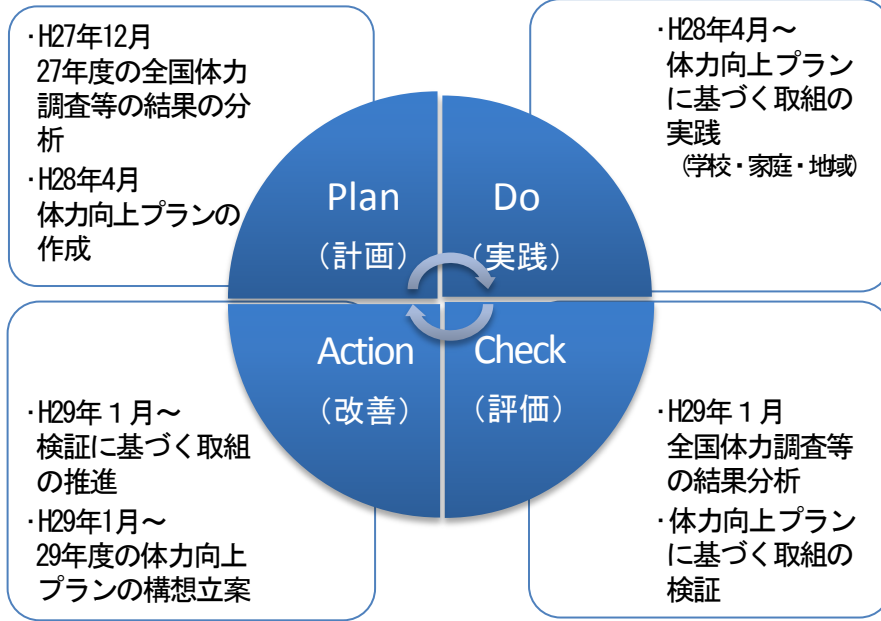 ・H27年12月
27年度の全国体力
調査等の結果の分
析
・H28年4月
体力向上プランの
作成
・H28年4月～
体力向上プラン
に基づく取組の
実践
（学校・家庭・地域）
Plan
（計画）
Do
（実践）
Action
（改善）
Check
（評価）
・H29年１月～
検証に基づく取組
の推進
・H29年1月～
29年度の体力向上
プランの構想立案
・H29年１月
全国体力調査等
の結果分析
・体力向上プラン
に基づく取組の
検証